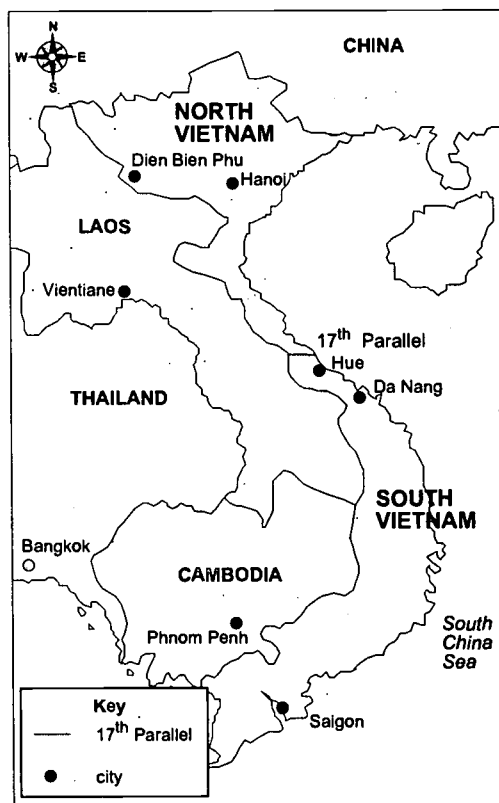 N
W E
S
CHINA
NORTH
VIETNAM
Dien Bien Phu
Hanoi
LAOS
Vientiane
17th Parallel
Hue
Da Nang
THAILAND
SOUTH
VIETNAM
Bangkok
CAMBODIA
Phnom Penh
South
China
Sea
Saigon
Key
17th Parallel
city